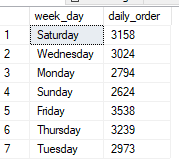 week_day daily_order
1 Saturday 3158
2 Wednesday 3024
3 Monday 2794
4 Sunday 2624
5 Friday 3538
6 Thursday 3239
7 Tuesday 2973